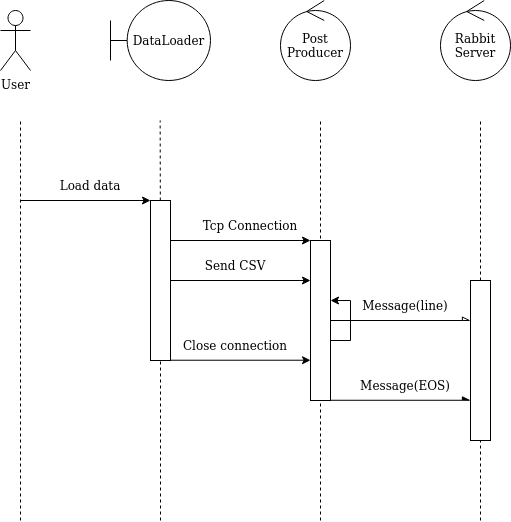 DataLoader
Post
Producer
Rabbit
Server
User
Load data
Tcp Connection
Send CSV
Message(line)
Close connection
Message(EOS)